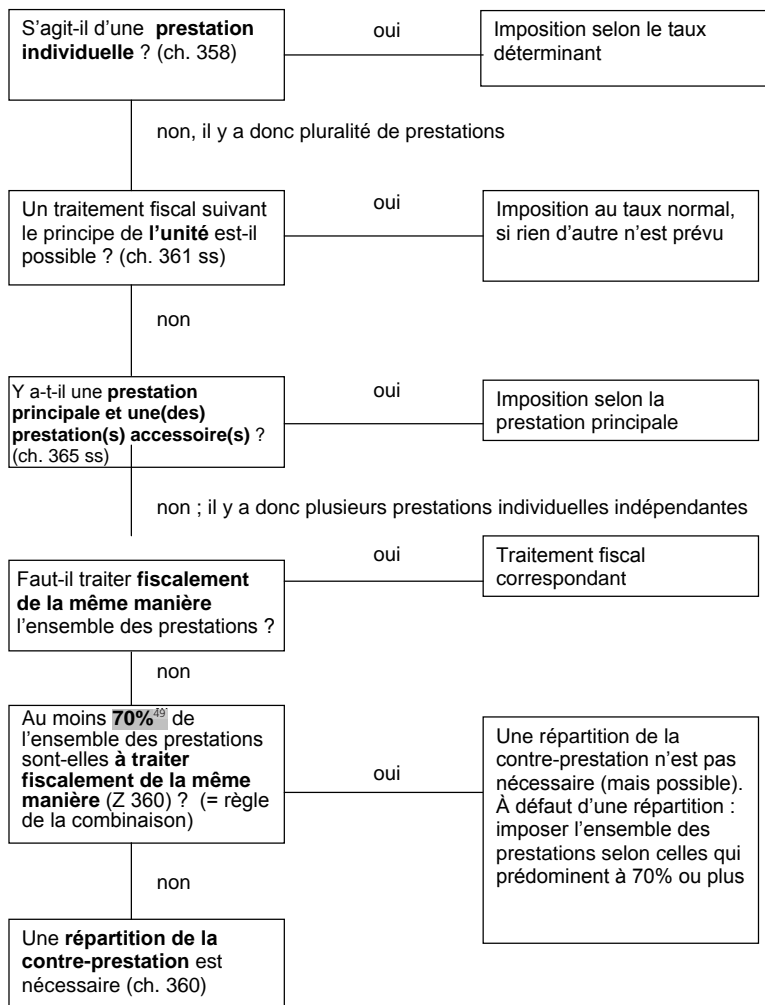 S'agit-il d'une prestation
individuelle ? (ch. 358)
oui
Imposition selon le taux
déterminant
non, il y a donc pluralité de prestations
Un traitement fiscal suivant
le principe de l'unité est-il
possible ? (ch. 361 ss)
oui
Imposition au taux normal,
si rien d'autre n'est prévu
non
Y a-t-il une prestation
principale et une(des)
prestation(s) accessoire(s) ?
(ch. 365 ss)
oui
Imposition selon la
prestation principale
non ; il y a donc plusieurs prestations individuelles indépendantes
Faut-il traiter fiscalement
de la même manière
l'ensemble des prestations ?
oui
Traitement fiscal
correspondant
non
Au moins 70%49 de
l'ensemble des prestations
sont-elles à traiter
fiscalement de la même
manière (Z 360) ? (= règle
de la combinaison)
oui
Une répartition de la
contre-prestation n'est pas
nécessaire (mais possible).
À défaut d'une répartition :
imposer l'ensemble des
prestations selon celles qui
prédominent à 70% ou plus
non
Une répartition de la
contre-prestation est
nécessaire (ch. 360)